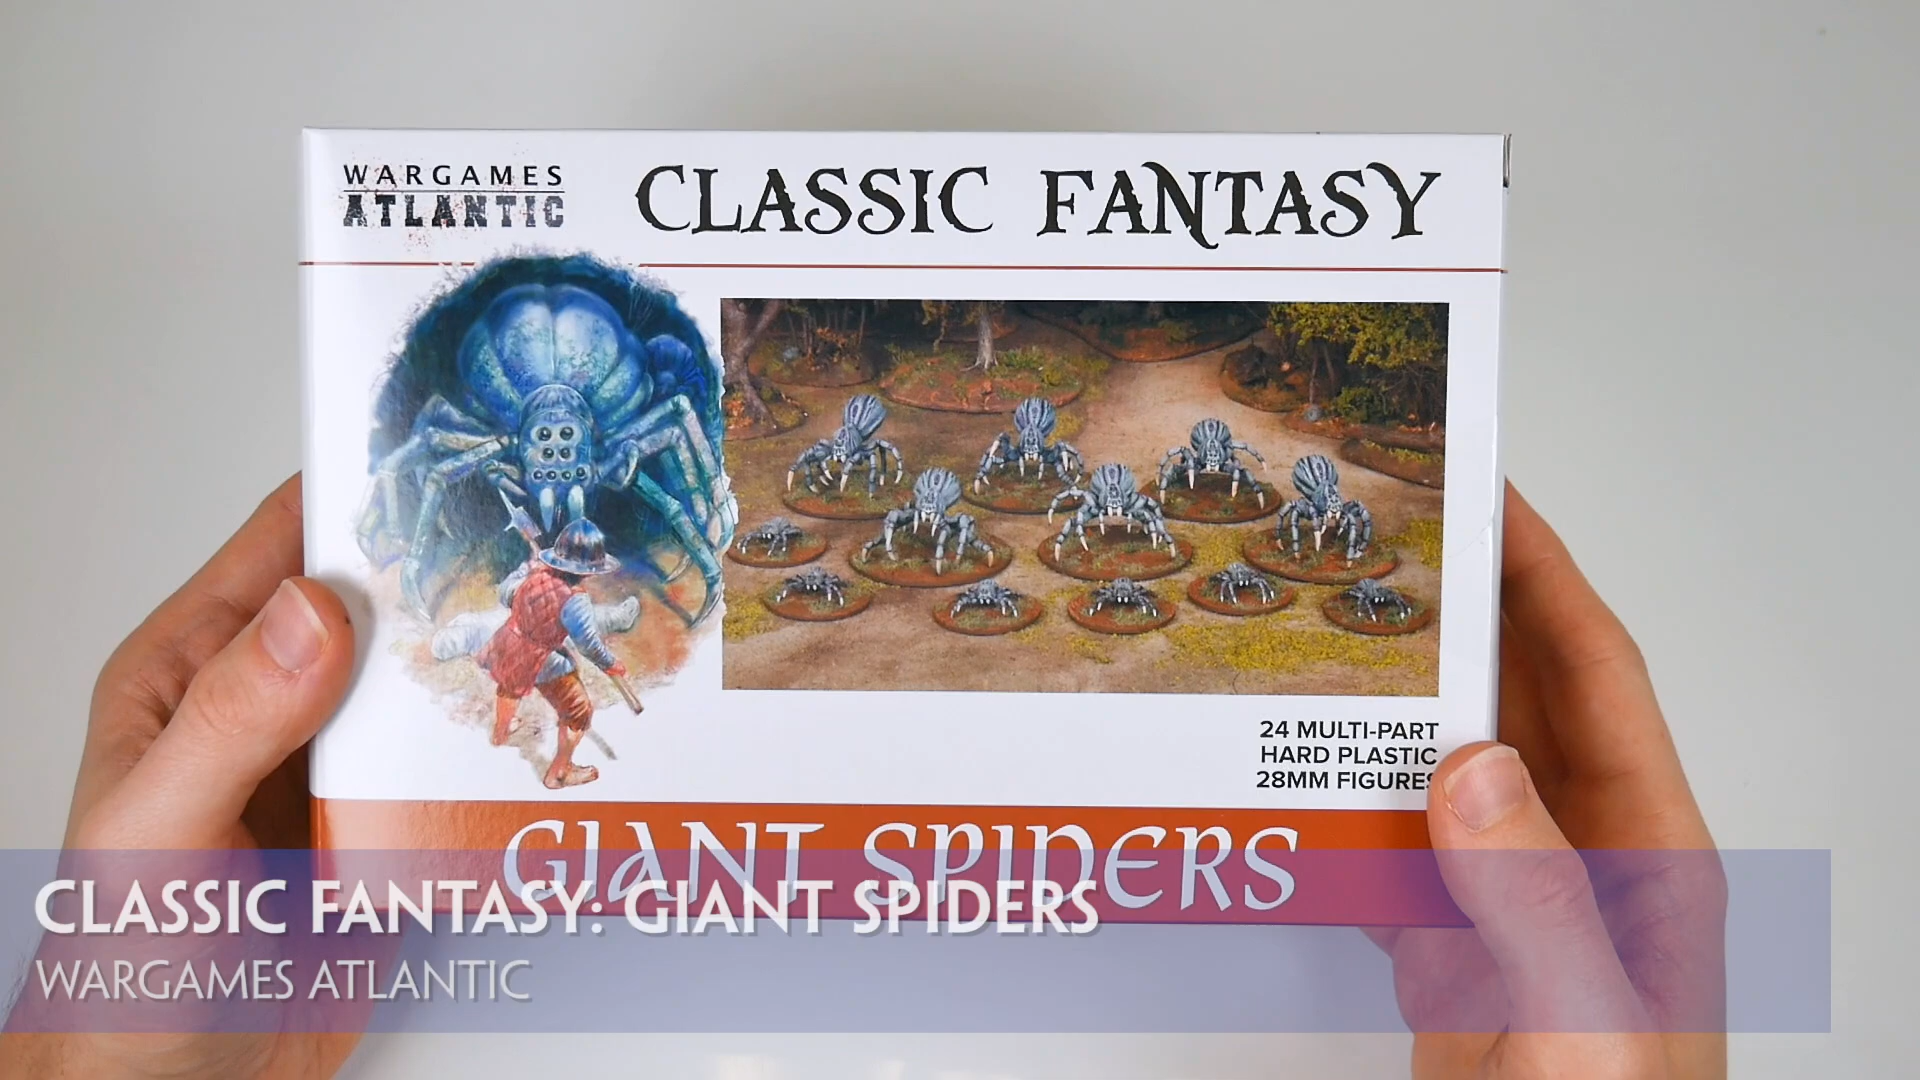 WARGAMES
ATLANTIC
CLASSIC FANTASY
24 MULTI-PART
HARD PLASTIC
28MM FIGURES
GIANT SPIDERS
CLASSIC FANTASY: GIANT SPIDERS
WARGAMES ATLANTIC